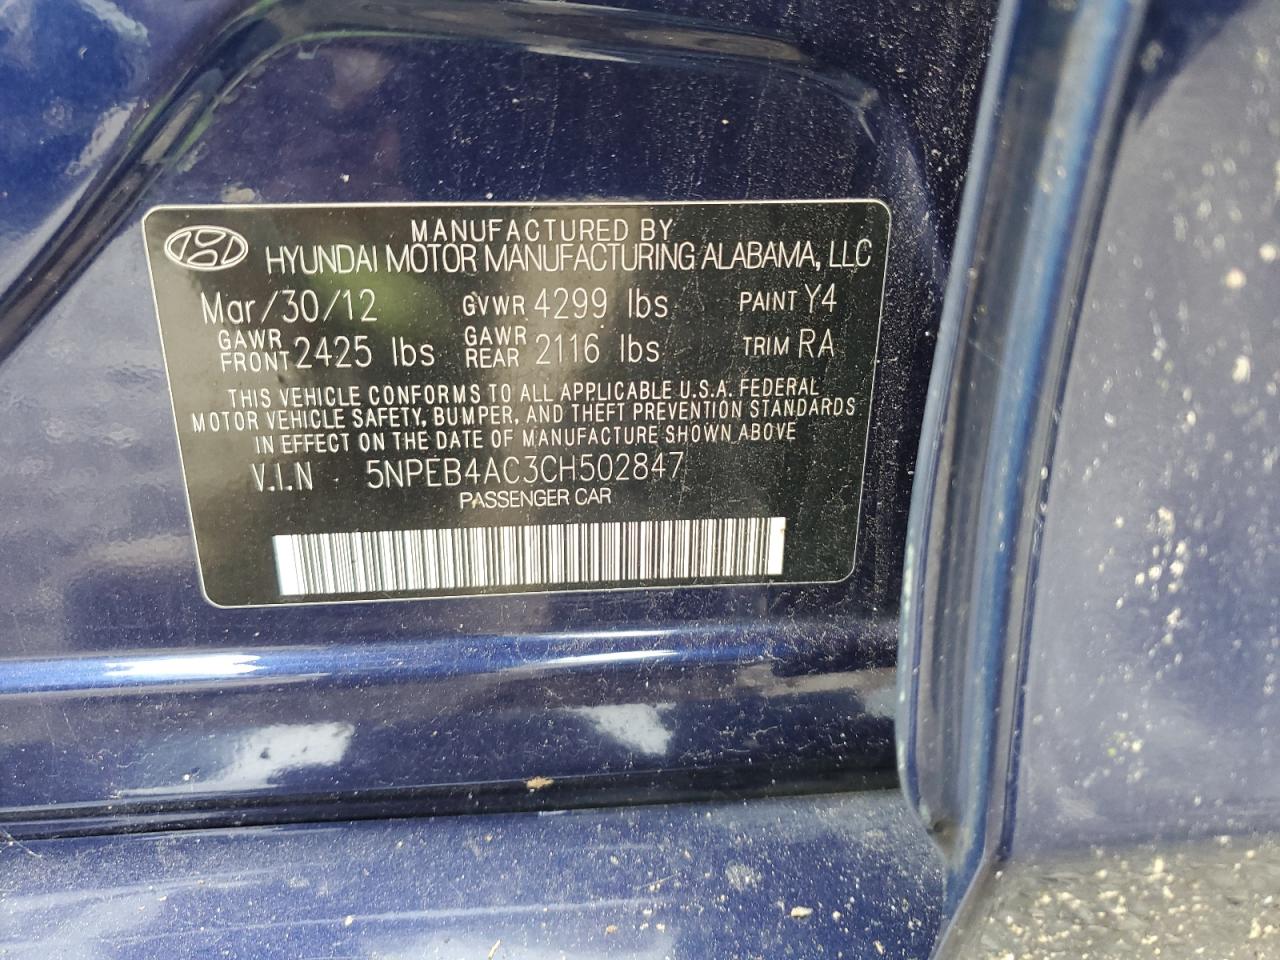 MANUFACTURED BY
HYUNDAI MOTOR MANUFACTURING ALABAMA, LLC
Mar/30/12 GVWR 4299 lbs PAINT Y4
GAWR FRONT 2425 lbs GAWR REAR 2116 lbs TRIM RA
THIS VEHICLE CONFORMS TO ALL APPLICABLE U.S.A. FEDERAL
MOTOR VEHICLE SAFETY, BUMPER, AND THEFT PREVENTION STANDARDS
IN EFFECT ON THE DATE OF MANUFACTURE SHOWN ABOVE
V.I.N 5NPEB4AC3CH502847
PASSENGER CAR